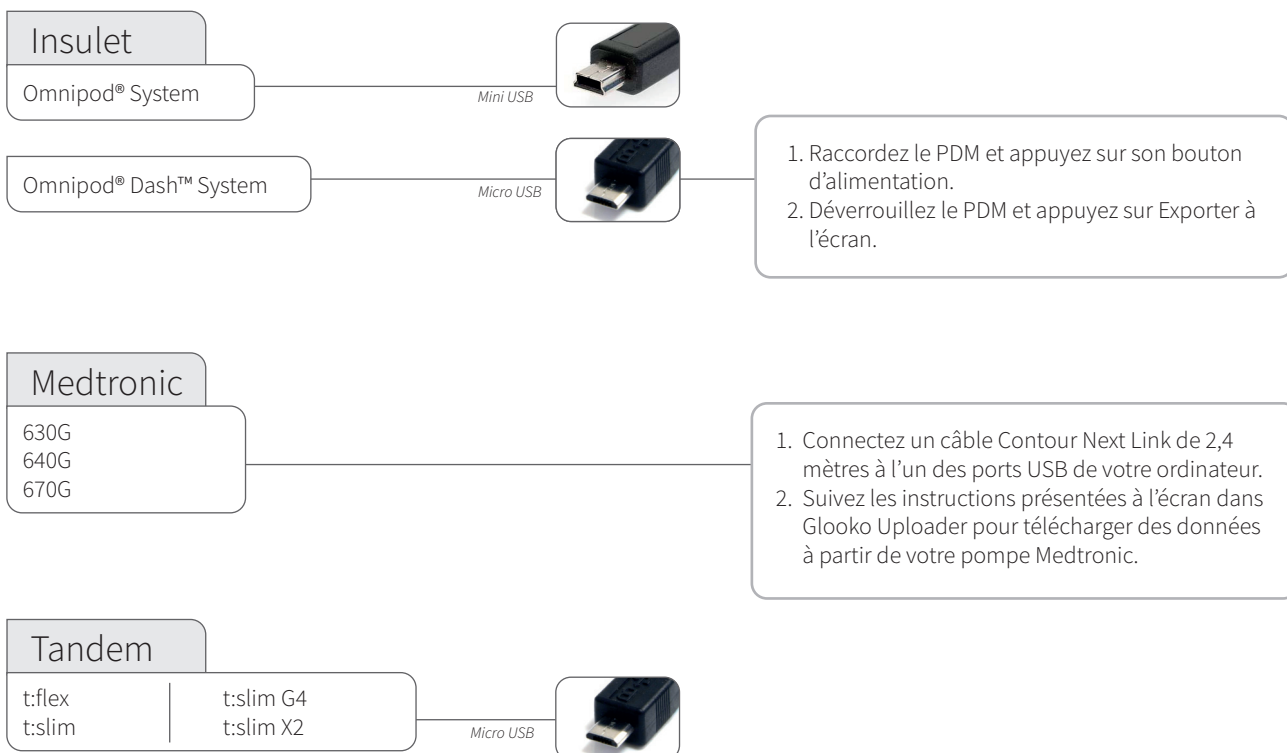 Insulet
Omnipod® System
Mini USB
Omnipod® Dash™ System
Micro USB
1. Raccordez le PDM et appuyez sur son bouton
d’alimentation.
2. Déverrouillez le PDM et appuyez sur Exporter à
l’écran.
Medtronic
630G
640G
670G
1. Connectez un câble Contour Next Link de 2,4
mètres à l’un des ports USB de votre ordinateur.
2. Suivez les instructions présentées à l’écran dans
Glooko Uploader pour télécharger des données
à partir de votre pompe Medtronic.
Tandem
t:flex
t:slim
t:slim G4
t:slim X2
Micro USB